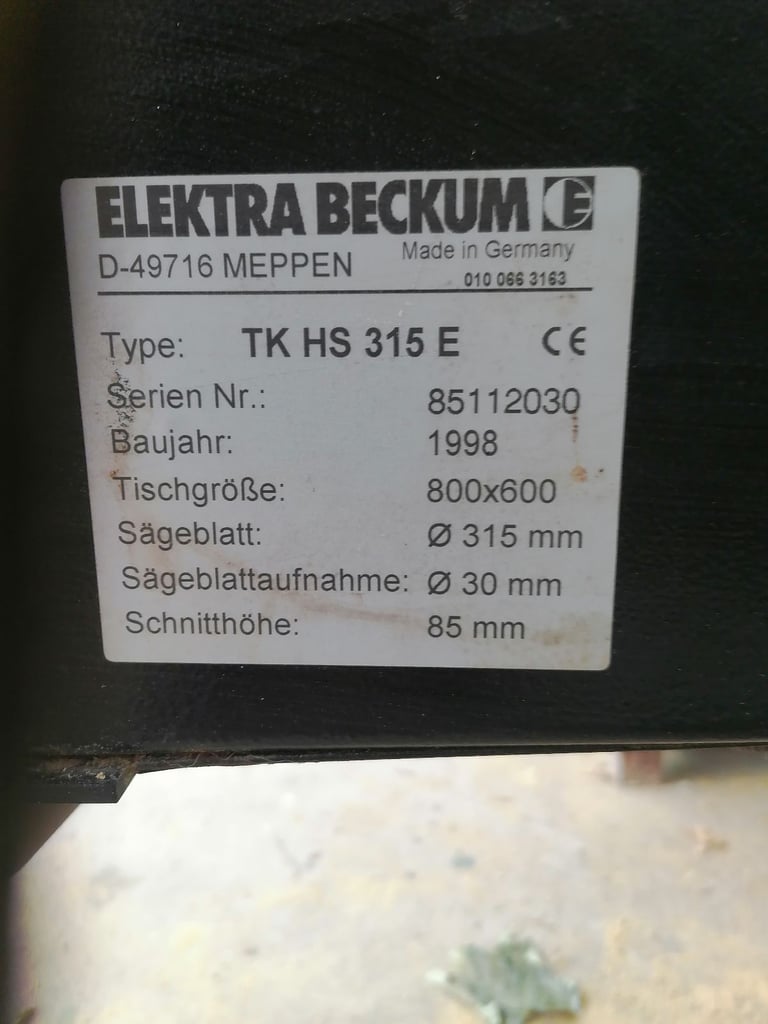 ELEKTRA BECKUM E
D-49716 MEPPEN Made in Germany
010 066 3163
Type: TK HS 315 E CE
Serien Nr.: 85112030
Baujahr: 1998
Tischgröße: 800x600
Sägeblatt: Ø 315 mm
Sägeblattaufnahme: Ø 30 mm
Schnitthöhe: 85 mm